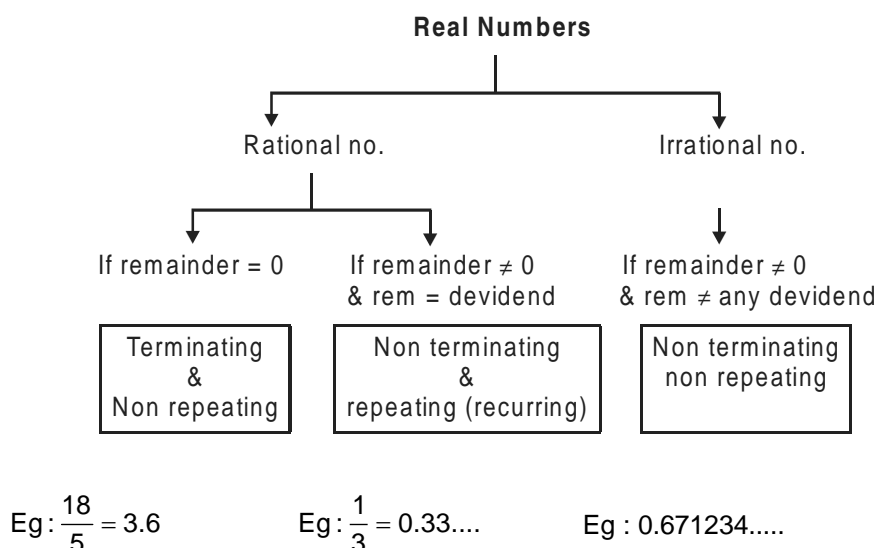 Real Numbers
Rational no.
Irrational no.
If remainder = 0
If remainder ≠ 0
& rem = devidend
If remainder ≠ 0
& rem ≠ any devidend
Terminating
&
Non repeating
Non terminating
&
repeating (recurring)
Non terminating
non repeating
Eg : 18/5 = 3.6
Eg : 1/3 = 0.33....
Eg : 0.671234.....